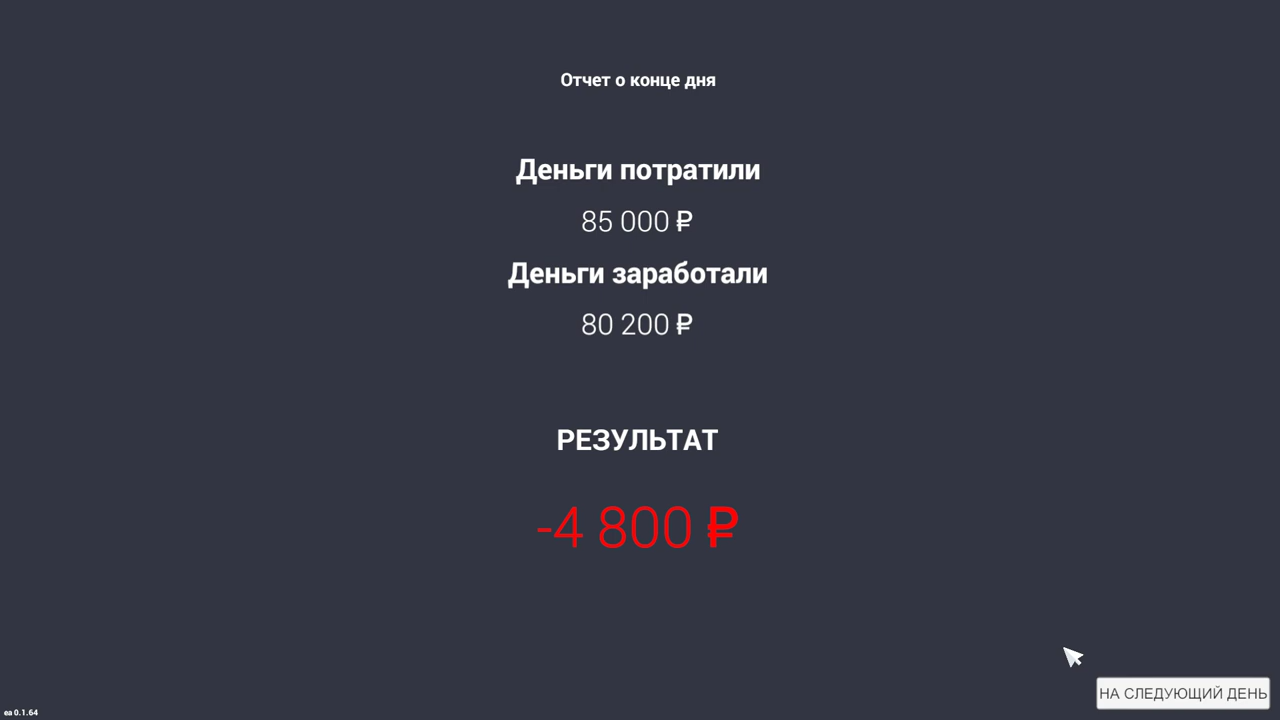 Отчет о конце дня
Деньги потратили
85 000 ₽
Деньги заработали
80 200 ₽
РЕЗУЛЬТАТ
-4 800 ₽
НА СЛЕДУЮЩИЙ ДЕНЬ
ea 0.1.64